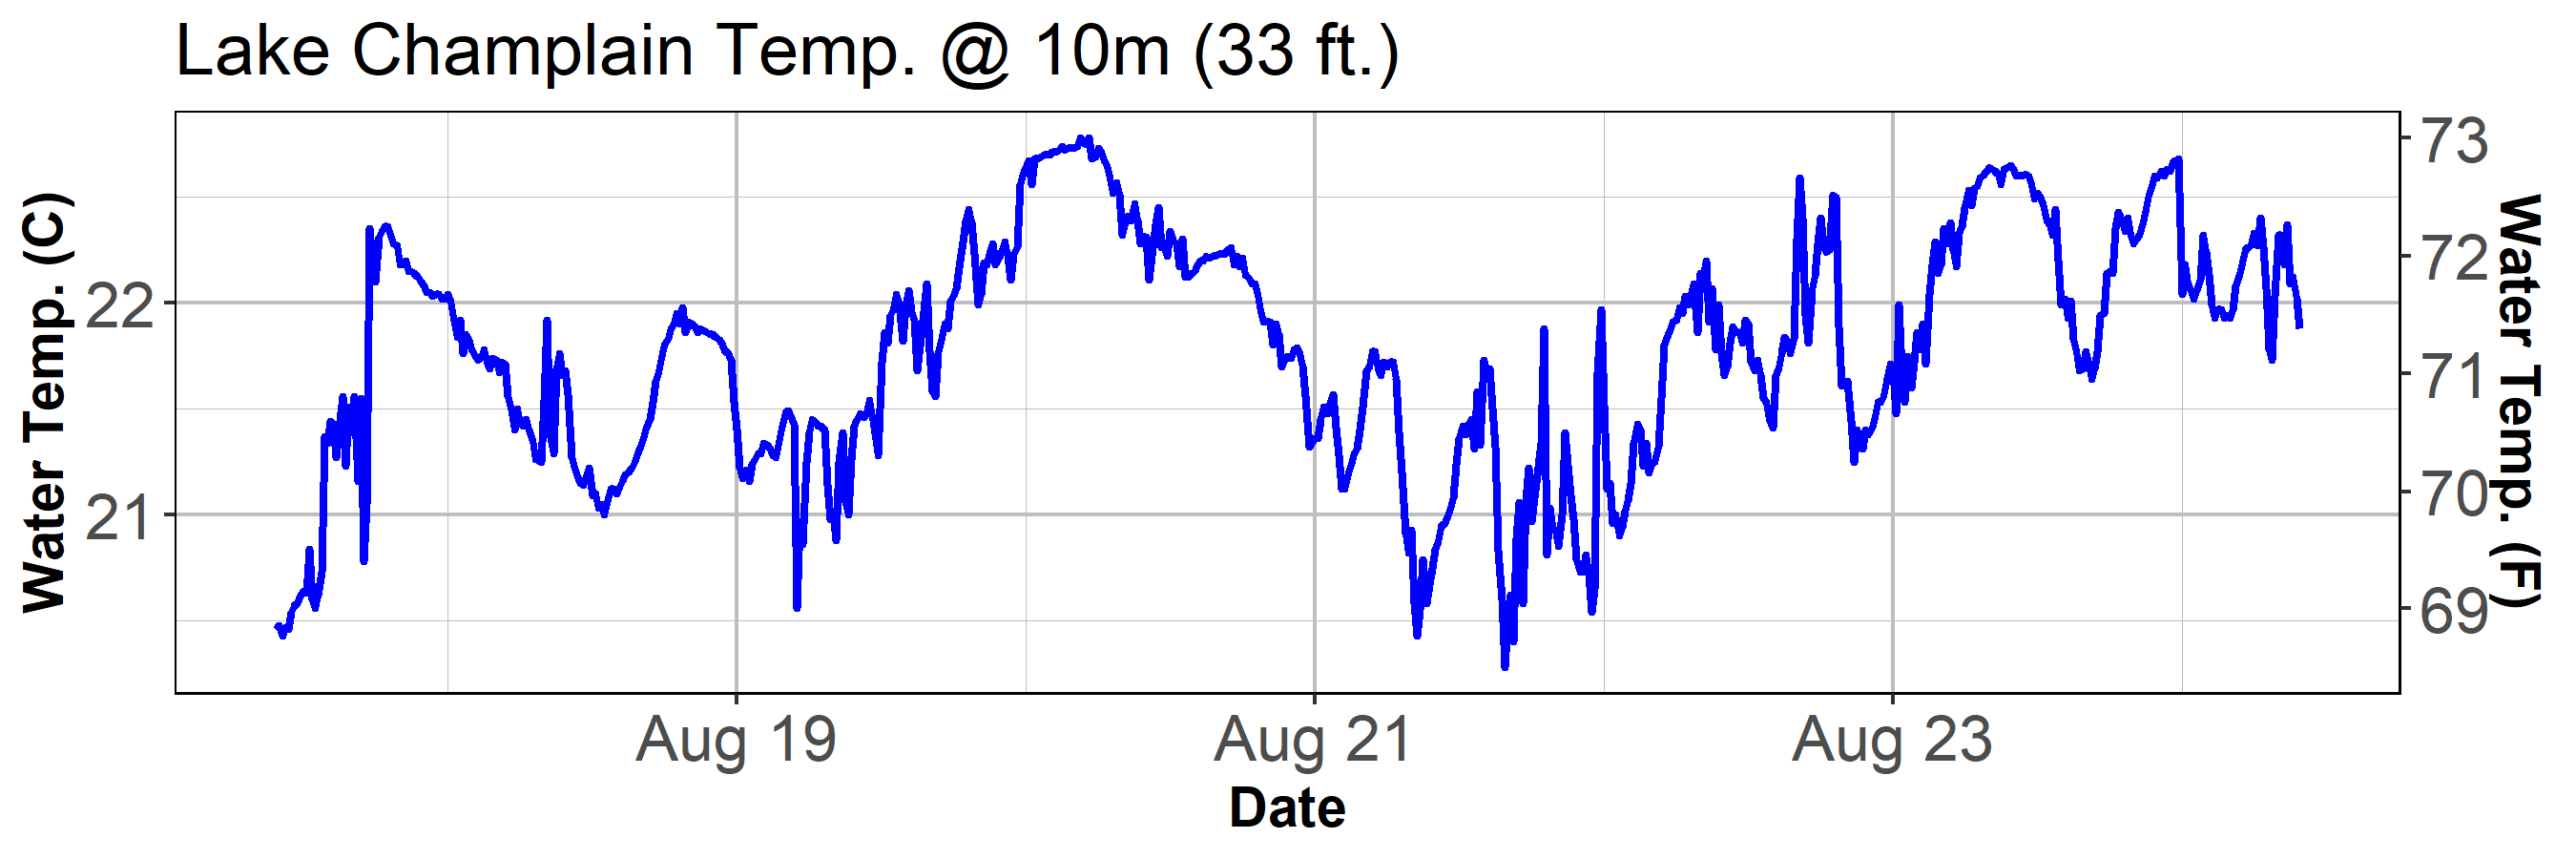 Lake Champlain Temp. @ 10m (33 ft.)
Water Temp. (C)
22
21
73
72
71
70
69
Water Temp. (F)
Aug 19
Aug 21
Aug 23
Date